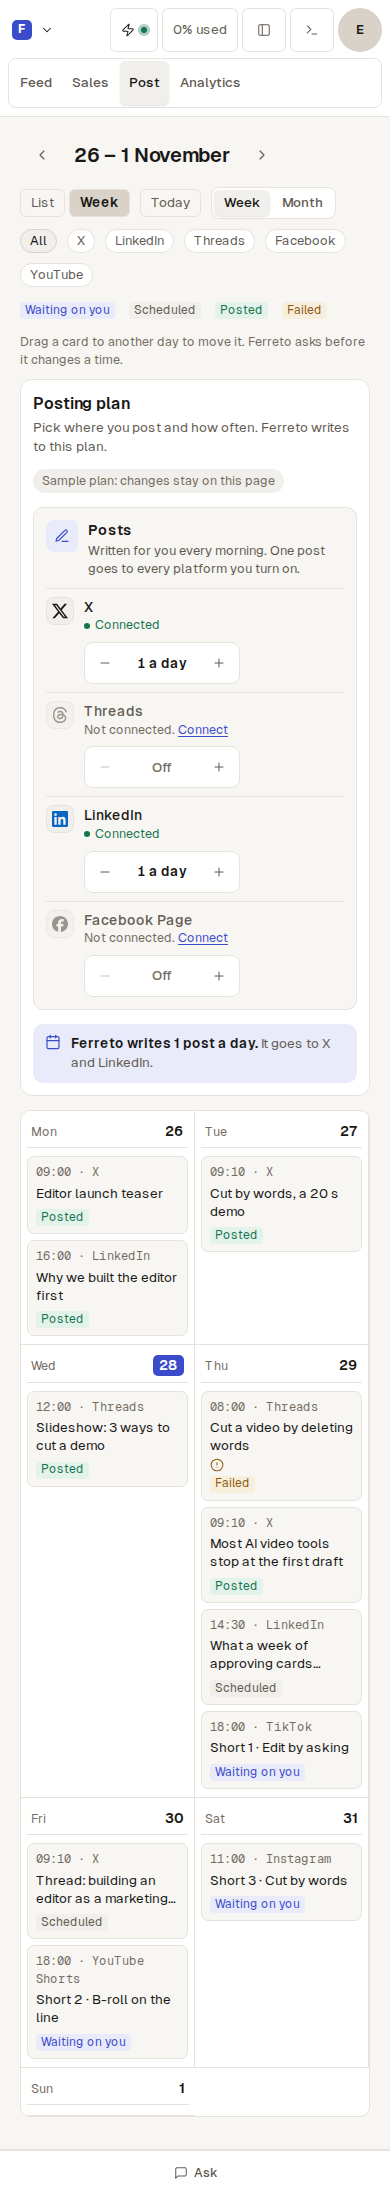 F
0% used
E
Feed Sales Post Analytics
26 – 1 November
List Week Today Week Month
All X LinkedIn Threads Facebook
YouTube
Waiting on you Scheduled Posted Failed
Drag a card to another day to move it. Ferreto asks before
it changes a time.
Posting plan
Pick where you post and how often. Ferreto writes
to this plan.
Sample plan: changes stay on this page
Posts
Written for you every morning. One post
goes to every platform you turn on.
X
Connected
− 1 a day +
Threads
Not connected. Connect
− Off +
LinkedIn
Connected
− 1 a day +
Facebook Page
Not connected. Connect
− Off +
Ferreto writes 1 post a day. It goes to X
and LinkedIn.
Mon 26
09:00 · X
Editor launch teaser
Posted
16:00 · LinkedIn
Why we built the editor
first
Posted
Tue 27
09:10 · X
Cut by words, a 20 s
demo
Posted
Wed 28
12:00 · Threads
Slideshow: 3 ways to
cut a demo
Posted
Thu 29
08:00 · Threads
Cut a video by deleting
words
Failed
09:10 · X
Most AI video tools
stop at the first draft
Posted
14:30 · LinkedIn
What a week of
approving cards…
Scheduled
18:00 · TikTok
Short 1 · Edit by asking
Waiting on you
Fri 30
09:10 · X
Thread: building an
editor as a marketing…
Scheduled
18:00 · YouTube
Shorts
Short 2 · B-roll on the
line
Waiting on you
Sat 31
11:00 · Instagram
Short 3 · Cut by words
Waiting on you
Sun 1
Ask